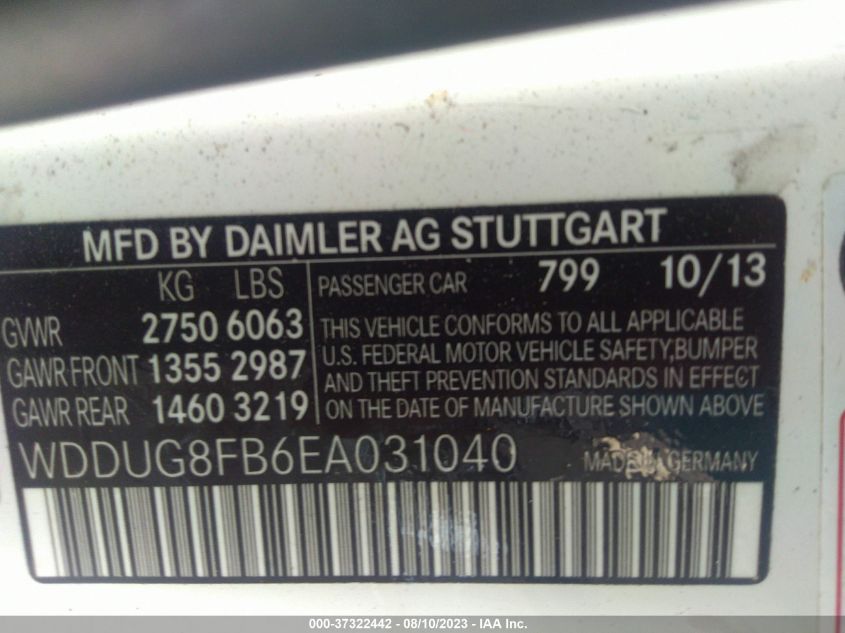 MFD BY DAIMLER AG STUTTGART
KG LBS
GVWR 2750 6063
GAWR FRONT 1355 2987
GAWR REAR 1460 3219
PASSENGER CAR 799 10/13
THIS VEHICLE CONFORMS TO ALL APPLICABLE
U.S. FEDERAL MOTOR VEHICLE SAFETY,BUMPER
AND THEFT PREVENTION STANDARDS IN EFFECT
ON THE DATE OF MANUFACTURE SHOWN ABOVE
WDDUG8FB6EA031040 MADE IN GERMANY
000-37322442 - 08/10/2023 - IAA Inc.